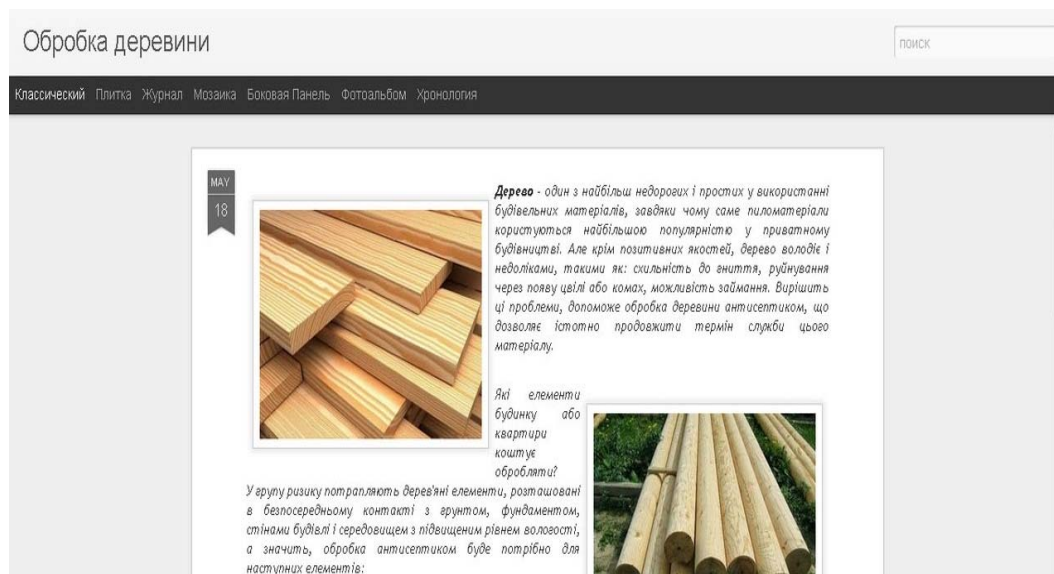 Обробка деревини
поиск
Классический Плитка Журнал Мозаика Боковая Панель Фотоальбом Хронология
MAY
18
Дерево - один з найбільш недорогих і простих у використанні
будівельних матеріалів, завдяки чому саме пиломатеріали
користуються найбільшою популярністю у приватному
будівництві. Але крім позитивних якостей, дерево володіє і
недоліками, такими як: схильність до гниття, руйнування
через появу цвілі або комах, можливість займання. Вирішить
ці проблеми, допоможе обробка деревини антисептиком, що
дозволяє істотно продовжити термін служби цього
матеріалу.
Які елементи
будинку або
квартири
коштує
обробляти?
У групу ризику потрапляють дерев'яні елементи, розташовані
в безпосередньому контакті з грунтом, фундаментом,
стінами будівлі і середовищем з підвищеним рівнем вологості,
а значить, обробка антисептиком буде потрібно для
наступних елементів: